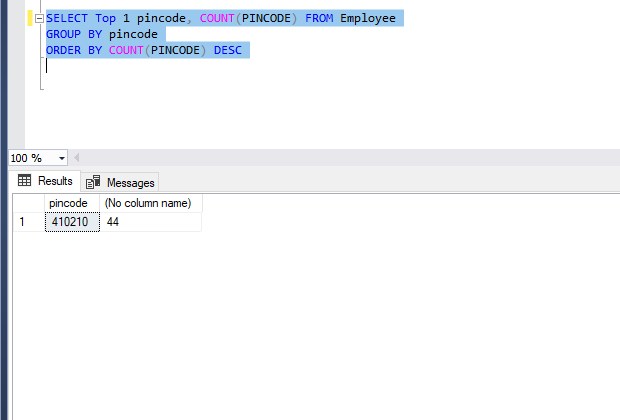 SELECT Top 1 pincode, COUNT(PINCODE) FROM Employee
GROUP BY pincode
ORDER BY COUNT(PINCODE) DESC
100 %
Results Messages
pincode (No column name)
1 410210 44